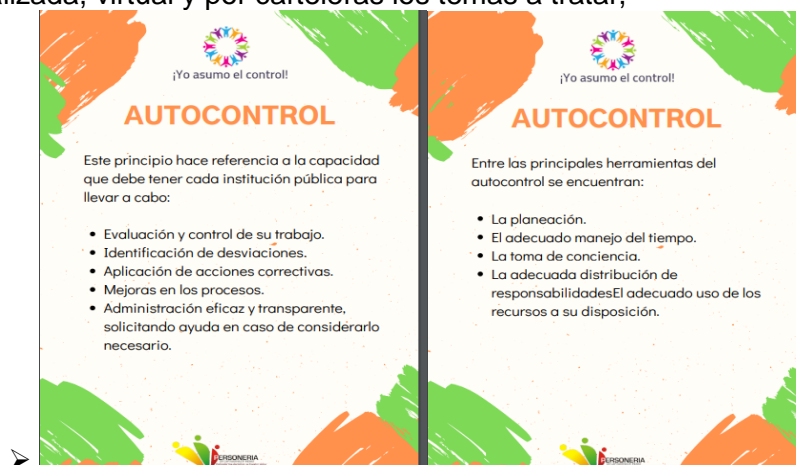 virtual y por carteleras los temas a tratar,
¡Yo asumo el control!
AUTOCONTROL
Este principio hace referencia a la capacidad
que debe tener cada institución pública para
llevar a cabo:
• Evaluación y control de su trabajo.
• Identificación de desviaciones.
• Aplicación de acciones correctivas.
• Mejoras en los procesos.
• Administración eficaz y transparente,
solicitando ayuda en caso de considerarlo
necesario.
PERSONERIA
¡Yo asumo el control!
AUTOCONTROL
Entre las principales herramientas del
autocontrol se encuentran:
• La planeación.
• El adecuado manejo del tiempo.
• La toma de conciencia.
• La adecuada distribución de
responsabilidadesEl adecuado uso de los
recursos a su disposición.
PERSONERIA